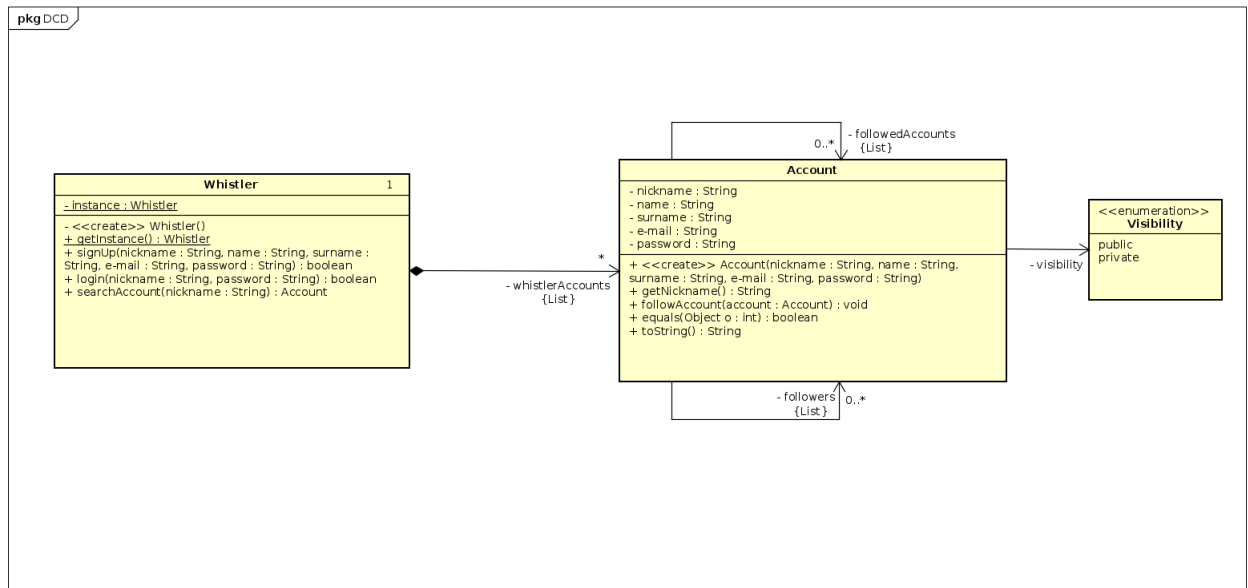 pkg DCD
Whistler 1
- instance : Whistler
- <<create>> Whistler()
+ getInstance() : Whistler
+ signUp(nickname : String, name : String, surname :
String, e-mail : String, password : String) : boolean
+ login(nickname : String, password : String) : boolean
+ searchAccount(nickname : String) : Account
*
- whistlerAccounts
{List}
0..*
- followedAccounts
{List}
Account
- nickname : String
- name : String
- surname : String
- e-mail : String
- password : String
+ <<create>> Account(nickname : String, name : String,
surname : String, e-mail : String, password : String)
+ getNickname() : String
+ followAccount(account : Account) : void
+ equals(Object o : int) : boolean
+ toString() : String
- followers
{List}
0..*
- visibility
<<enumeration>>
Visibility
public
private